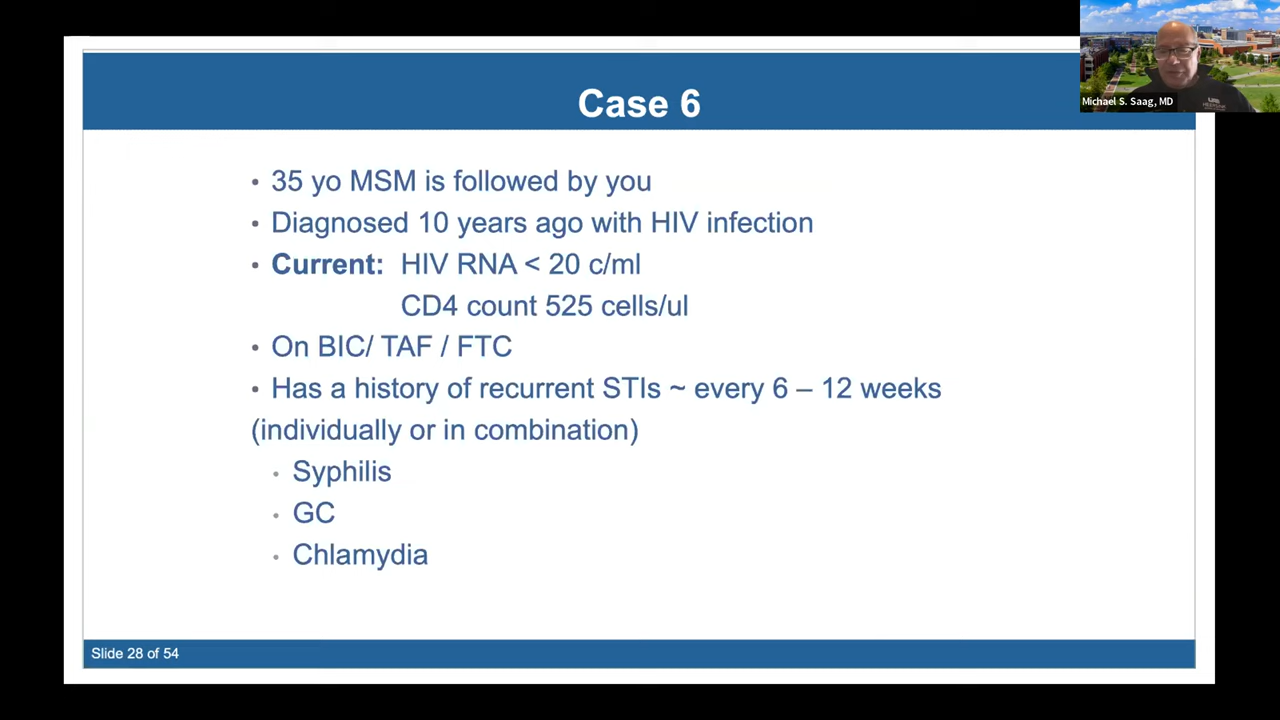 Case 6
Michael S. Saag, MD
• 35 yo MSM is followed by you
• Diagnosed 10 years ago with HIV infection
• Current: HIV RNA < 20 c/ml
CD4 count 525 cells/ul
• On BIC/ TAF / FTC
• Has a history of recurrent STIs ~ every 6 – 12 weeks
(individually or in combination)
• Syphilis
• GC
• Chlamydia
Slide 28 of 54